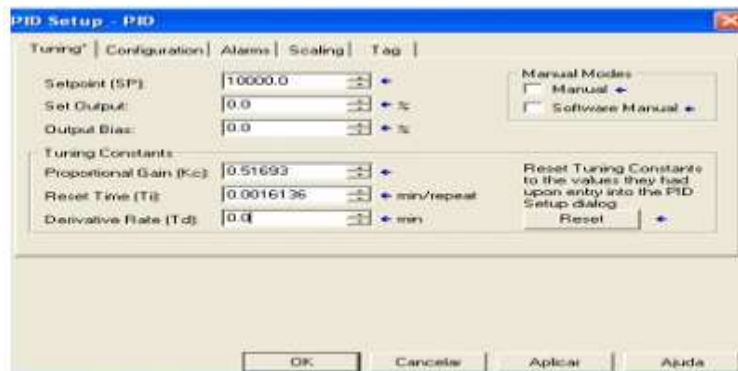 PID Setup - PID
Tuning* Configuration Alarms Scaling Tag
Setpoint (SP): 10000.0
Set Output: 0.0 %
Output Bias: 0.0 %
Manual Modes
Manual
Software Manual
Tuning Constants
Proportional Gain (Kc): 0.51693
Reset Time (Ti): 0.0016136 min/repeat
Derivative Rate (Td): 0.0 min
Reset Tuning Constants
to the values they had
upon entry into the PID
Setup dialog
Reset
OK Cancelar Aplicar Ajuda